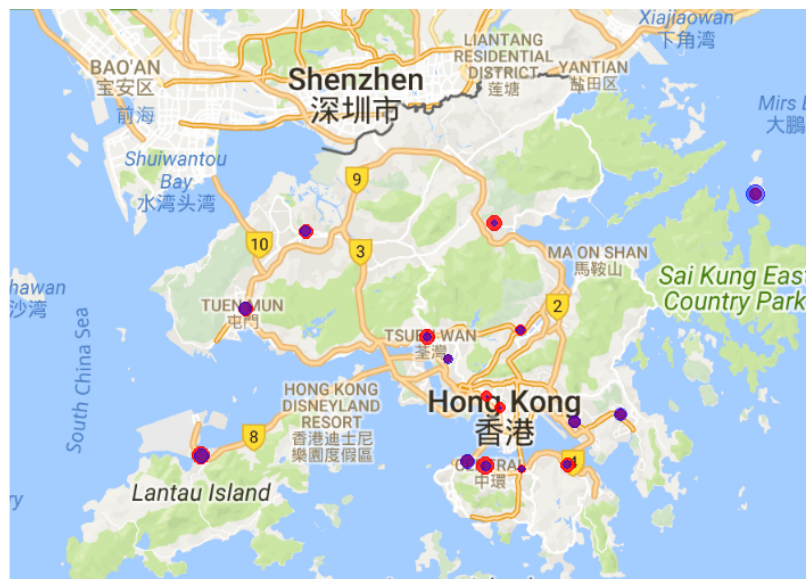 Xiajiaowan
下角湾
LIANTANG
RESIDENTIAL
DISTRICT
莲塘
YANTIAN
盐田区
BAO'AN
宝安区
前海
Shenzhen
深圳市
Mirs B
大鹏
Shuiwantou
Bay
水湾头湾
9
10
3
MA ON SHAN
馬鞍山
Sai Kung East
Country Park
hawan
沙湾
TUEN MUN
屯門
2
TSUEN WAN
荃灣
South China Sea
HONG KONG
DISNEYLAND
RESORT
香港迪士尼
樂園度假區
8
Hong Kong
香港
CENTRAL
中環
4
Lantau Island